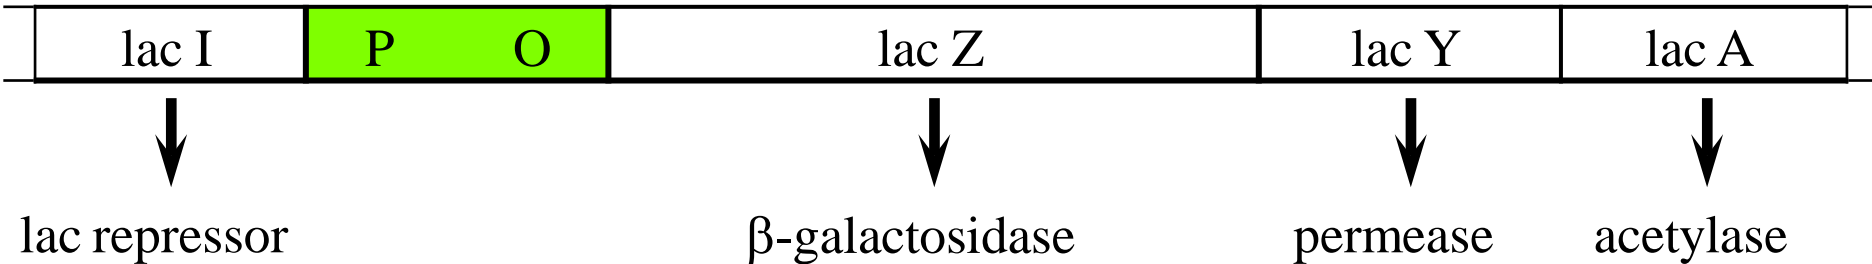 lac I P O lac Z lac Y lac A
lac repressor β-galactosidase permease acetylase